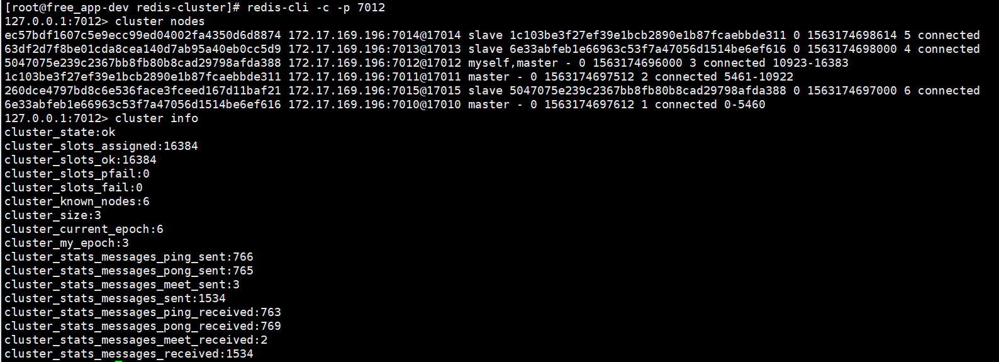 [root@free_app-dev redis-cluster]# redis-cli -c -p 7012
127.0.0.1:7012> cluster nodes
ec57bdf1607c5e9ecc99ed04002fa4350d6d8874 172.17.169.196:7014@17014 slave 1c103be3f27ef39e1bcb2890e1b87fcaebbde311 0 1563174698614 5 connected
63df2d7f8be01cda8cea140d7ab95a40eb0cc5d9 172.17.169.196:7013@17013 slave 6e33abfeb1e66963c53f7a47056d1514be6ef616 0 1563174698000 4 connected
5047075e239c2367bb8fb80b8cad29798afda388 172.17.169.196:7012@17012 myself,master - 0 1563174696000 3 connected 10923-16383
1c103be3f27ef39e1bcb2890e1b87fcaebbde311 172.17.169.196:7011@17011 master - 0 1563174697512 2 connected 5461-10922
260dce4797bd8c6e536face3fceed167d11baf21 172.17.169.196:7015@17015 slave 5047075e239c2367bb8fb80b8cad29798afda388 0 1563174697000 6 connected
6e33abfeb1e66963c53f7a47056d1514be6ef616 172.17.169.196:7010@17010 master - 0 1563174697612 1 connected 0-5460
127.0.0.1:7012> cluster info
cluster_state:ok
cluster_slots_assigned:16384
cluster_slots_ok:16384
cluster_slots_pfail:0
cluster_slots_fail:0
cluster_known_nodes:6
cluster_size:3
cluster_current_epoch:6
cluster_my_epoch:3
cluster_stats_messages_ping_sent:766
cluster_stats_messages_pong_sent:765
cluster_stats_messages_meet_sent:3
cluster_stats_messages_sent:1534
cluster_stats_messages_ping_received:763
cluster_stats_messages_pong_received:769
cluster_stats_messages_meet_received:2
cluster_stats_messages_received:1534